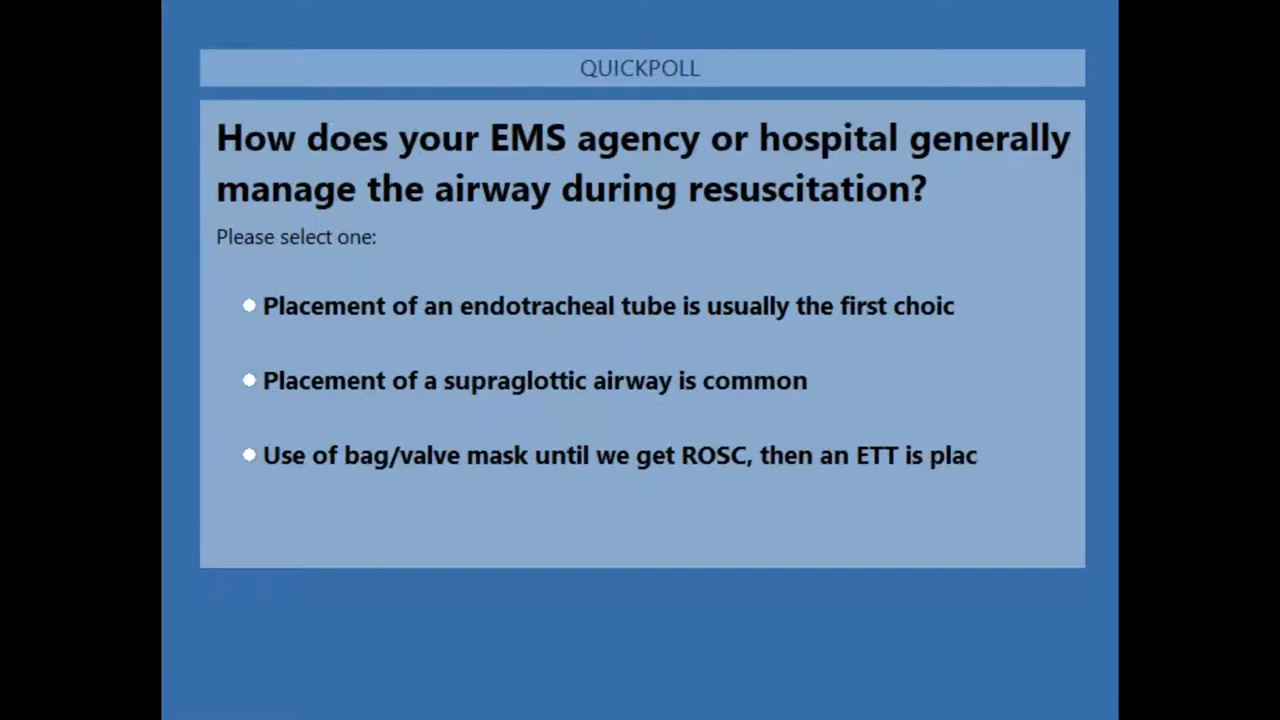 QUICKPOLL
How does your EMS agency or hospital generally
manage the airway during resuscitation?
Please select one:
Placement of an endotracheal tube is usually the first choic
Placement of a supraglottic airway is common
Use of bag/valve mask until we get ROSC, then an ETT is plac